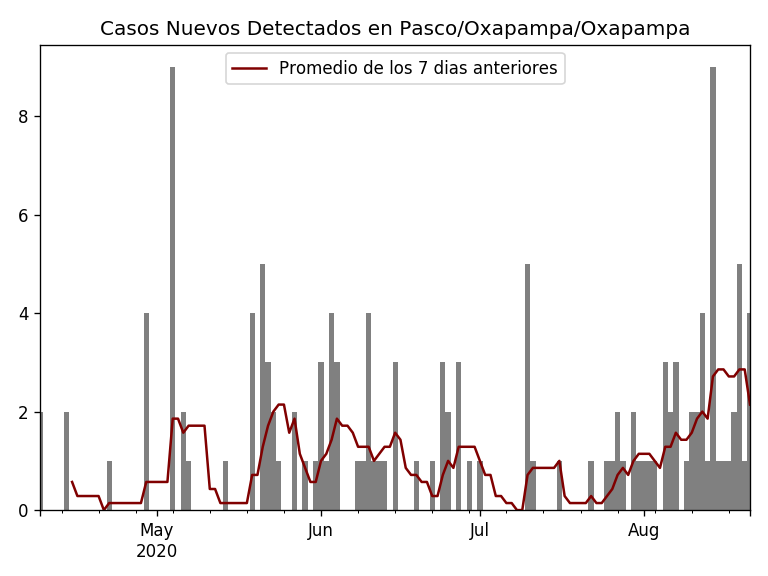 Casos Nuevos Detectados en Pasco/Oxapampa/Oxapampa
Promedio de los 7 dias anteriores
8
6
4
2
0
May Jun Jul Aug
2020